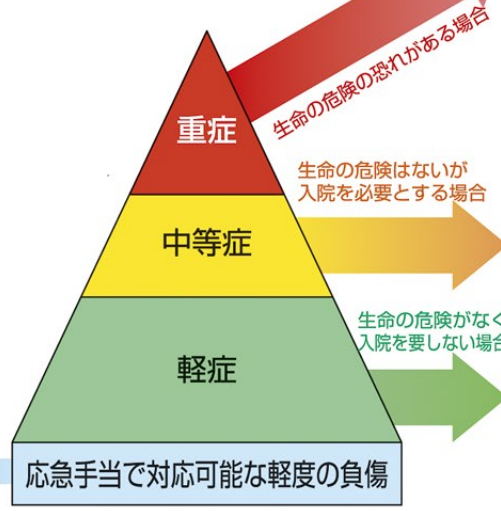 生命の危険の恐れがある場合
重症
生命の危険はないが
入院を必要とする場合
中等症
生命の危険がなく
入院を要しない場合
軽症
応急手当で対応可能な軽度の負傷